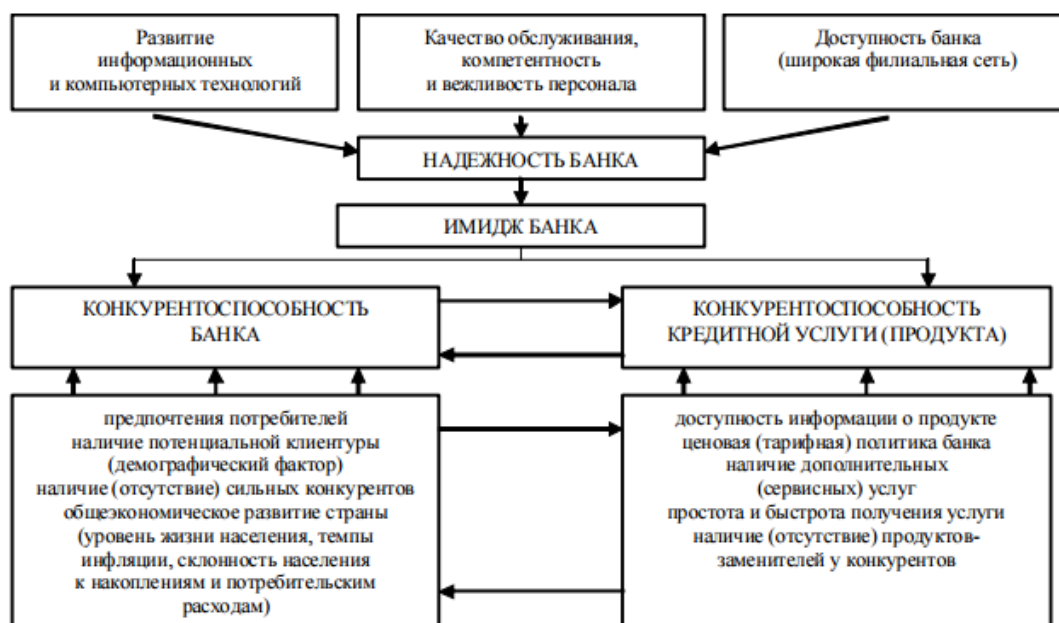 Развитие
информационных
и компьютерных технологий
Качество обслуживания,
компетентность
и вежливость персонала
Доступность банка
(широкая филиальная сеть)
НАДЕЖНОСТЬ БАНКА
ИМИДЖ БАНКА
КОНКУРЕНТОСПОСОБНОСТЬ
БАНКА
КОНКУРЕНТОСПОСОБНОСТЬ
КРЕДИТНОЙ УСЛУГИ (ПРОДУКТА)
предпочтения потребителей
наличие потенциальной клиентуры
(демографический фактор)
наличие (отсутствие) сильных конкурентов
общеэкономическое развитие страны
(уровень жизни населения, темпы
инфляции, склонность населения
к накоплениям и потребительским
расходам)
доступность информации о продукте
ценовая (тарифная) политика банка
наличие дополнительных
(сервисных) услуг
простота и быстрота получения услуги
наличие (отсутствие) продуктов-
заменителей у конкурентов